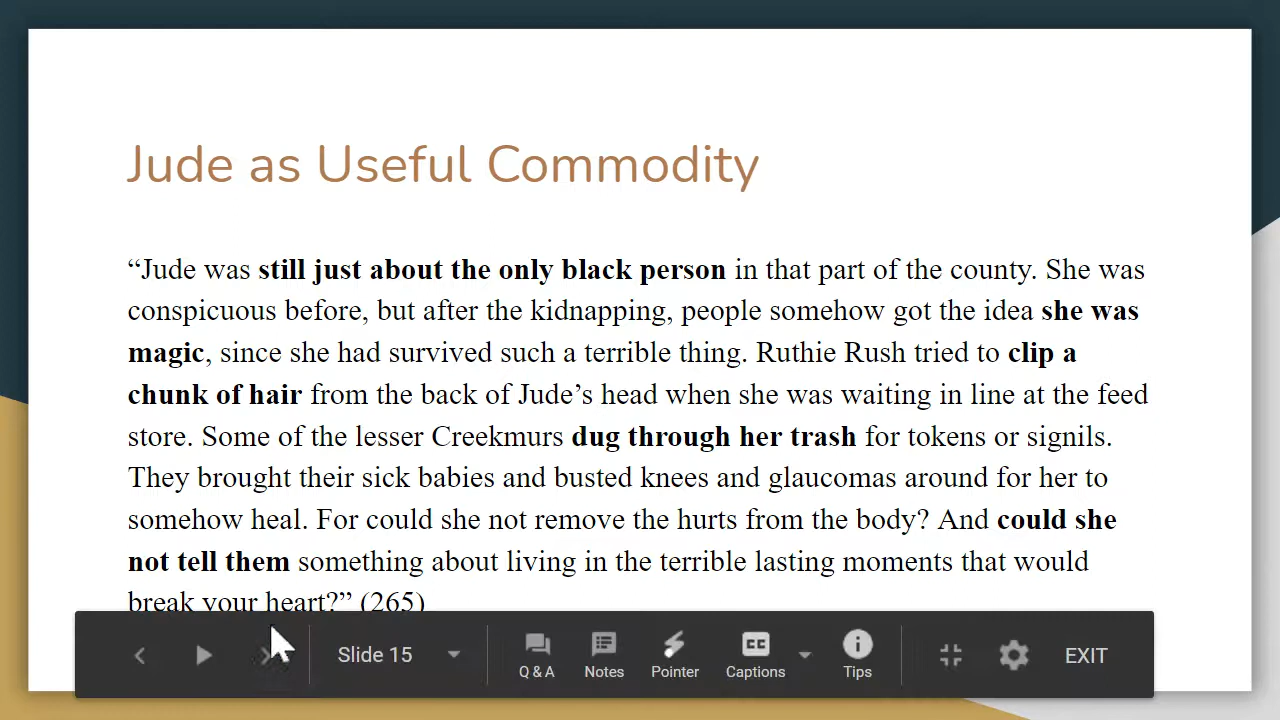 Jude as Useful Commodity
“Jude was still just about the only black person in that part of the county. She was
conspicuous before, but after the kidnapping, people somehow got the idea she was
magic, since she had survived such a terrible thing. Ruthie Rush tried to clip a
chunk of hair from the back of Jude’s head when she was waiting in line at the feed
store. Some of the lesser Creekmurs dug through her trash for tokens or signils.
They brought their sick babies and busted knees and glaucomas around for her to
somehow heal. For could she not remove the hurts from the body? And could she
not tell them something about living in the terrible lasting moments that would
break your heart?” (265)
Slide 15
Q & A
Notes
Pointer
CC
Captions
Tips
EXIT